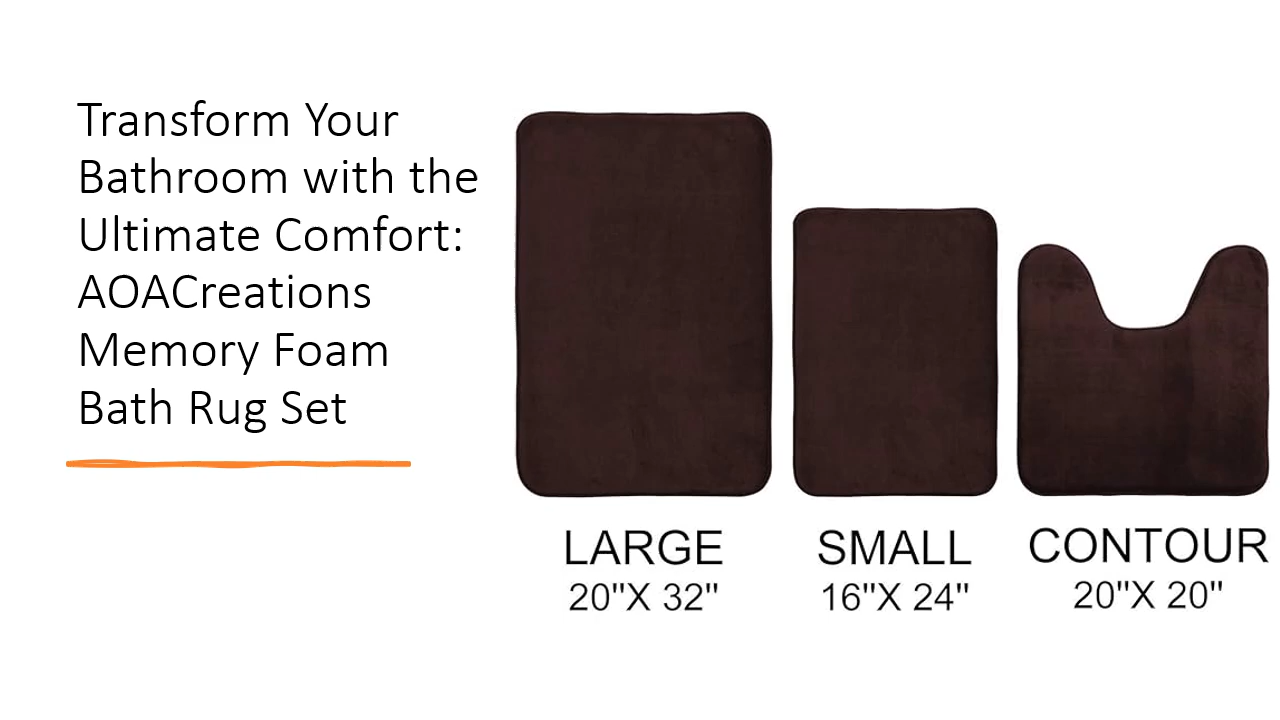 Transform Your
Bathroom with the
Ultimate Comfort:
AOACreations
Memory Foam
Bath Rug Set
LARGE
20"X 32"
SMALL
16"X 24"
CONTOUR
20"X 20"